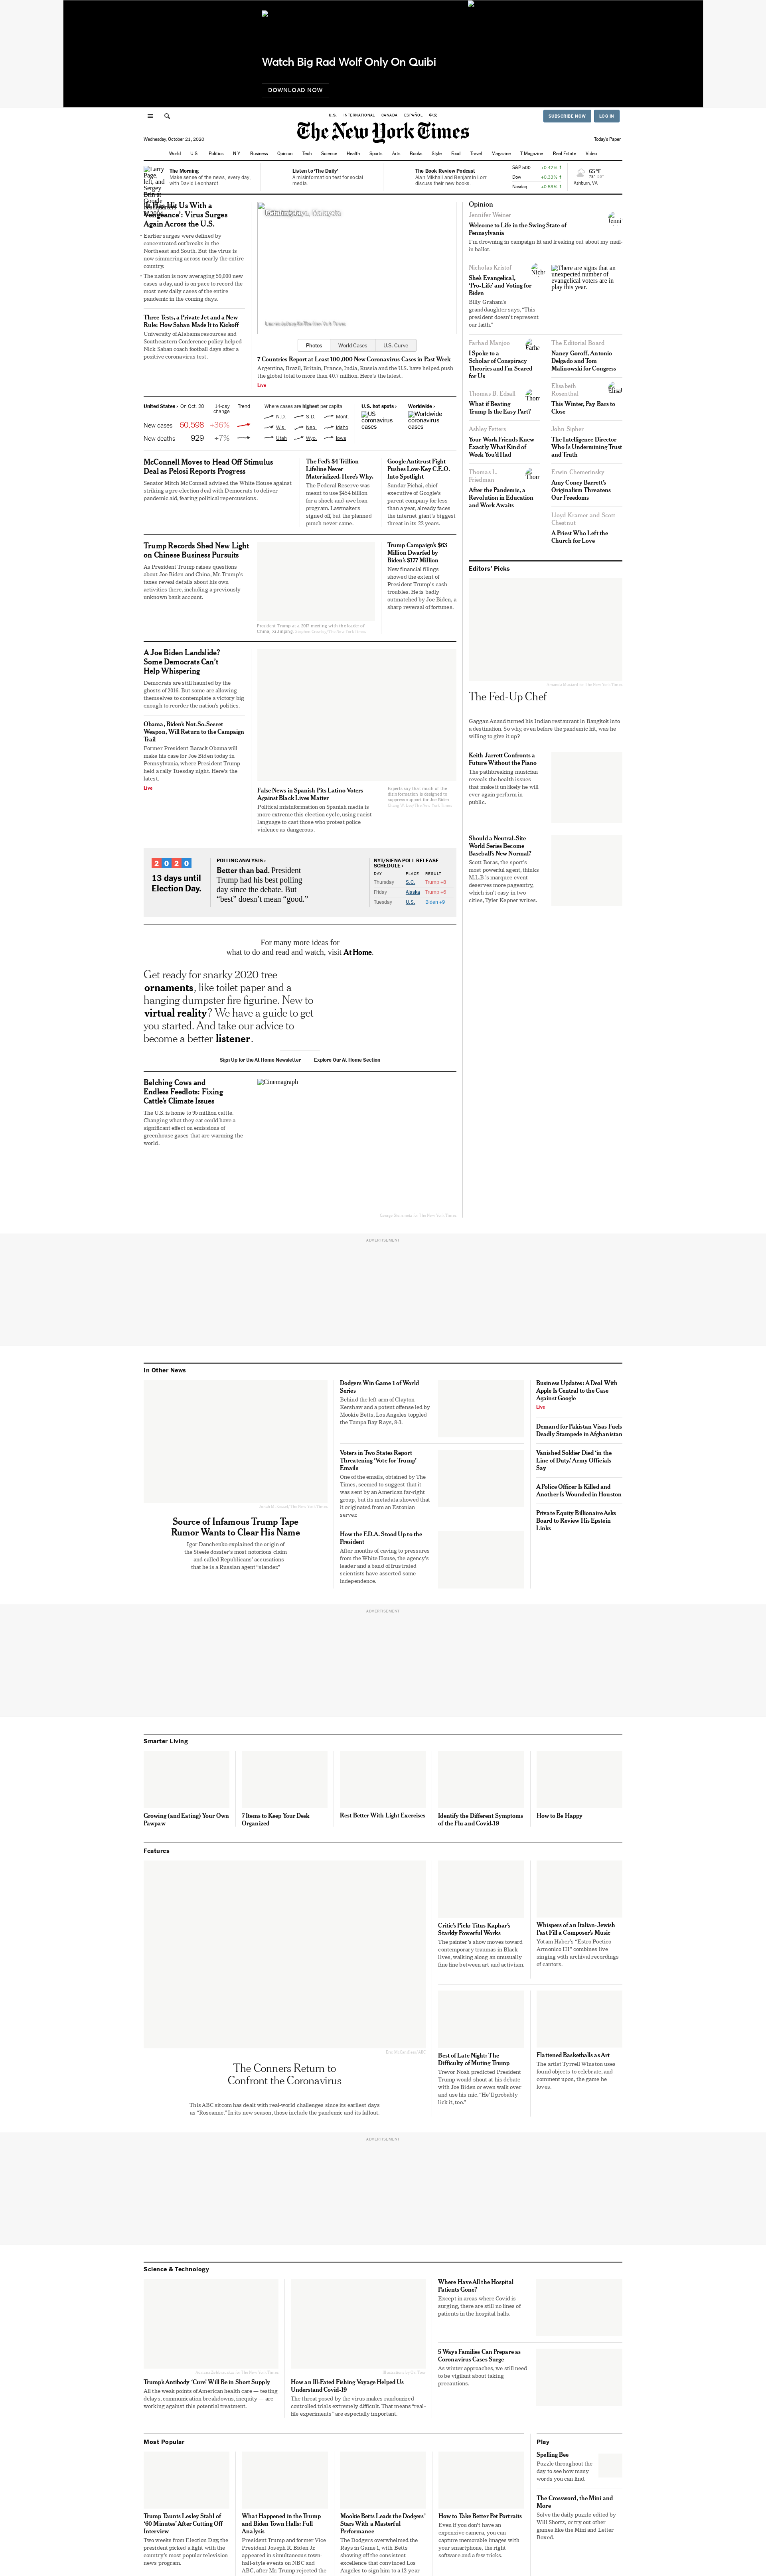 Watch Big Rad Wolf Only On Quibi
DOWNLOAD NOW
U.S.
INTERNATIONAL
CANADA
ESPAÑOL
中文
SUBSCRIBE NOW
LOG IN
The New York Times
Wednesday, October 21, 2020
Today's Paper
World U.S. Politics N.Y. Business Opinion Tech Science Health Sports Arts Books Style Food Travel Magazine T Magazine Real Estate Video
Larry
Page,
left, and
Sergey
Brin at
Google
The Morning
Make sense of the news, every day,
with David Leonhardt.
Listen to 'The Daily'
A misinformation test for social
media.
The Book Review Podcast
Alan Mikhail and Benjamin Lorr
discuss their new books.
S&P 500 +0.42% ↑
Dow +0.33% ↑
Nasdaq +0.03% ↑
65°F
78° 55°
Ashburn, VA
'It Has Hit Us With a
Vengeance': Virus Surges
Again Across the U.S.
Earlier surges were defined by
concentrated outbreaks in the
Northeast and South. But the virus is
now simmering across nearly the entire
country.
The nation is now averaging 59,000 new
cases a day, and is on pace to record the
most new daily cases of the entire
pandemic in the coming days.
Three Tests, a Private Jet and a New
Rule: How Saban Made It to Kickoff
University of Alabama resources and
Southeastern Conference policy helped
Nick Saban coach football days after a
positive coronavirus test.
Photos World Cases U.S. Curve
7 Countries Report at Least 100,000 New Coronavirus Cases in Past Week
Argentina, Brazil, Britain, France, India, Russia and the U.S. have helped push
the global total to more than 40.7 million. Here's the latest.
Live
United States › On Oct. 20 14-day
change Trend
New cases 60,598 +36%
New deaths 929 +7%
Where cases are highest per capita
N.D. S.D. Mont.
Wis. Neb. Idaho
Utah Wyo. Iowa
U.S. hot spots ›
US
coronavirus
cases
Worldwide ›
Worldwide
coronavirus
cases
McConnell Moves to Head Off Stimulus
Deal as Pelosi Reports Progress
Senator Mitch McConnell advised the White House against
striking a pre-election deal with Democrats to deliver
pandemic aid, fearing political repercussions.
The Fed's $4 Trillion
Lifeline Never
Materialized. Here's Why.
The Federal Reserve was
meant to use $454 billion
for a shock-and-awe loan
program. Lawmakers
signed off, but the planned
punch never came.
Google Antitrust Fight
Pushes Low-Key C.E.O.
Into Spotlight
Sundar Pichai, chief
executive of Google's
parent company for less
than a year, already faces
the internet giant's biggest
threat in its 22 years.
Trump Records Shed New Light
on Chinese Business Pursuits
As President Trump raises questions
about Joe Biden and China, Mr. Trump's
taxes reveal details about his own
activities there, including a previously
unknown bank account.
President Trump at a 2017 meeting with the leader of
China, Xi Jinping.
Trump Campaign's $63
Million Dwarfed by
Biden's $177 Million
New financial filings
showed the extent of
President Trump's cash
troubles. He is badly
outmatched by Joe Biden, a
sharp reversal of fortunes.
A Joe Biden Landslide?
Some Democrats Can't
Help Whispering
Democrats are still haunted by the
ghosts of 2016. But some are allowing
themselves to contemplate a victory big
enough to reorder the nation's politics.
Obama, Biden's Not-So-Secret
Weapon, Will Return to the Campaign
Trail
Former President Barack Obama will
make his case for Joe Biden today in
Pennsylvania, where President Trump
held a rally Tuesday night. Here's the
latest.
Live
False News in Spanish Pits Latino Voters
Against Black Lives Matter
Political misinformation on Spanish media is
more extreme this election cycle, using racist
language to cast those who protest police
violence as dangerous.
Experts say that much of the
disinformation is designed to
suppress support for Joe Biden.
2020
13 days until
Election Day.
POLLING ANALYSIS ›
Better than bad. President
Trump had his best polling
day since the debate. But
"best" doesn't mean "good."
NYT/SIENA POLL RELEASE
SCHEDULE ›
DAY PLACE RESULT
Thursday S.C. Trump +8
Friday Alaska Trump +6
Tuesday U.S. Biden +9
For many more ideas for
what to do and read and watch, visit At Home.
Get ready for snarky 2020 tree
ornaments, like toilet paper and a
hanging dumpster fire figurine. New to
virtual reality? We have a guide to get
you started. And take our advice to
become a better listener.
Sign Up for the At Home Newsletter
Explore Our At Home Section
Belching Cows and
Endless Feedlots: Fixing
Cattle's Climate Issues
The U.S. is home to 95 million cattle.
Changing what they eat could have a
significant effect on emissions of
greenhouse gases that are warming the
world.
Cinemagraph
Opinion
Jennifer Weiner
Welcome to Life in the Swing State of
Pennsylvania
I'm drowning in campaign lit and freaking out about my mail-
in ballot.
Nicholas Kristof
She's Evangelical,
'Pro-Life' and Voting for
Biden
Billy Graham's
granddaughter says, "This
president doesn't represent
our faith."
There are signs that an
unexpected number of
evangelical voters are in
play this year.
Farhad Manjoo
I Spoke to a
Scholar of Conspiracy
Theories and I'm Scared
for Us
The Editorial Board
Nancy Goroff, Antonio
Delgado and Tom
Malinowski for Congress
Thomas B. Edsall
What if Beating
Trump Is the Easy Part?
Elisabeth
Rosenthal
This Winter, Pay Bars to
Close
Ashley Fetters
Your Work Friends Knew
Exactly What Kind of
Week You'd Had
John Sipher
The Intelligence Director
Who Is Undermining Trust
and Truth
Thomas L.
Friedman
After the Pandemic, a
Revolution in Education
and Work Awaits
Erwin Chemerinsky
Amy Coney Barrett's
Originalism Threatens
Our Freedoms
Lloyd Kramer and Scott
Chestnut
A Priest Who Left the
Church for Love
Editors' Picks
The Fed-Up Chef
Gaggan Anand turned his Indian restaurant in Bangkok into
a destination. So why, even before the pandemic hit, was he
willing to give it up?
Keith Jarrett Confronts a
Future Without the Piano
The pathbreaking musician
reveals the health issues
that make it unlikely he will
ever again perform in
public.
Should a Neutral-Site
World Series Become
Baseball's New Normal?
Scott Boras, the sport's
most powerful agent, thinks
M.L.B.'s marquee event
deserves more pageantry,
which isn't easy in two
cities, Tyler Kepner writes.
ADVERTISEMENT
In Other News
Source of Infamous Trump Tape
Rumor Wants to Clear His Name
Igor Danchenko explained the origin of
the Steele dossier's most notorious claim
— and called Republicans' accusations
that he is a Russian agent "slander."
Dodgers Win Game 1 of World
Series
Behind the left arm of Clayton
Kershaw and a potent offense led by
Mookie Betts, Los Angeles toppled
the Tampa Bay Rays, 8-3.
Voters in Two States Report
Threatening 'Vote for Trump'
Emails
One of the emails, obtained by The
Times, seemed to suggest that it
was sent by an American far-right
group, but its metadata showed that
it originated from an Estonian
server.
How the F.D.A. Stood Up to the
President
After months of caving to pressures
from the White House, the agency's
leader and a band of frustrated
scientists have asserted some
independence.
Business Updates: A Deal With
Apple Is Central to the Case
Against Google
Live
Demand for Pakistan Visas Fuels
Deadly Stampede in Afghanistan
Vanished Soldier Died 'in the
Line of Duty,' Army Officials
Say
A Police Officer Is Killed and
Another Is Wounded in Houston
Private Equity Billionaire Asks
Board to Review His Epstein
Links
ADVERTISEMENT
Smarter Living
Growing (and Eating) Your Own
Pawpaw
7 Items to Keep Your Desk
Organized
Rest Better With Light Exercises
Identify the Different Symptoms
of the Flu and Covid-19
How to Be Happy
Features
The Conners Return to
Confront the Coronavirus
This ABC sitcom has dealt with real-world challenges since its earliest days
as "Roseanne." In its new season, those include the pandemic and its fallout.
Critic's Pick: Titus Kaphar's
Starkly Powerful Works
The painter's show moves toward
contemporary traumas in Black
lives, walking along an unusually
fine line between art and activism.
Whispers of an Italian-Jewish
Past Fill a Composer's Music
Yotam Haber's "Estro Poetico-
Armonico III" combines live
singing with archival recordings
of cantors.
Best of Late Night: The
Difficulty of Muting Trump
Trevor Noah predicted President
Trump would shout at his debate
with Joe Biden or even walk over
and use his mic. "He'll probably
lick it, too."
Flattened Basketballs as Art
The artist Tyrrell Winston uses
found objects to celebrate, and
comment upon, the game he
loves.
ADVERTISEMENT
Science & Technology
Trump's Antibody 'Cure' Will Be in Short Supply
All the weak points of American health care — testing
delays, communication breakdowns, inequity — are
working against this potential treatment.
How an Ill-Fated Fishing Voyage Helped Us
Understand Covid-19
The threat posed by the virus makes randomized
controlled trials extremely difficult. That means "real-
life experiments" are especially important.
Where Have All the Hospital
Patients Gone?
Except in areas where Covid is
surging, there are still no lines of
patients in the hospital halls.
5 Ways Families Can Prepare as
Coronavirus Cases Surge
As winter approaches, we still need
to be vigilant about taking
precautions.
Most Popular
Trump Taunts Lesley Stahl of
'60 Minutes' After Cutting Off
Interview
Two weeks from Election Day, the
president picked a fight with the
country's most popular television
news program.
What Happened in the Trump
and Biden Town Halls: Full
Analysis
President Trump and former Vice
President Joseph R. Biden Jr.
appeared in simultaneous town-
hall-style events on NBC and
ABC, after Mr. Trump rejected the
Mookie Betts Leads the Dodgers'
Stars With a Masterful
Performance
The Dodgers overwhelmed the
Rays in Game 1, with Betts
showing off the consistent
excellence that convinced Los
Angeles to sign him to a 12-year
How to Take Better Pet Portraits
Even if you don't have an
expensive camera, you can
capture memorable images with
your smartphone, the right
software and a few tricks.
Play
Spelling Bee
Puzzle throughout the
day to see how many
words you can find.
The Crossword, the Mini and
More
Solve the daily puzzle edited by
Will Shortz, or try out other
games like the Mini and Letter
Boxed.